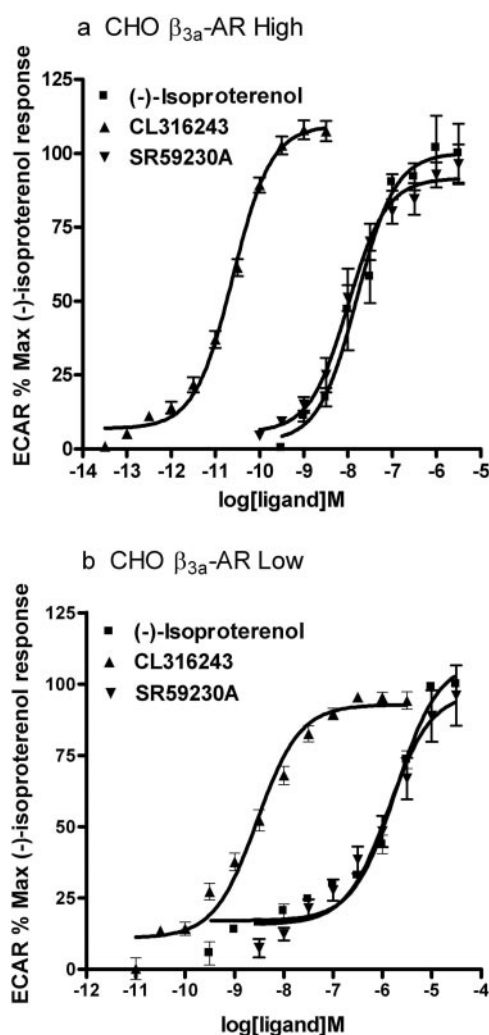 a CHO β3a-AR High
(-)-Isoproterenol
CL316243
SR59230A
ECAR % Max (-)-isoproterenol response
125
100
75
50
25
0
-14 -13 -12 -11 -10 -9 -8 -7 -6 -5
log[ligand]M
b CHO β3a-AR Low
(-)-Isoproterenol
CL316243
SR59230A
ECAR % Max (-)-isoproterenol response
125
100
75
50
25
0
-12 -11 -10 -9 -8 -7 -6 -5 -4
log[ligand]M